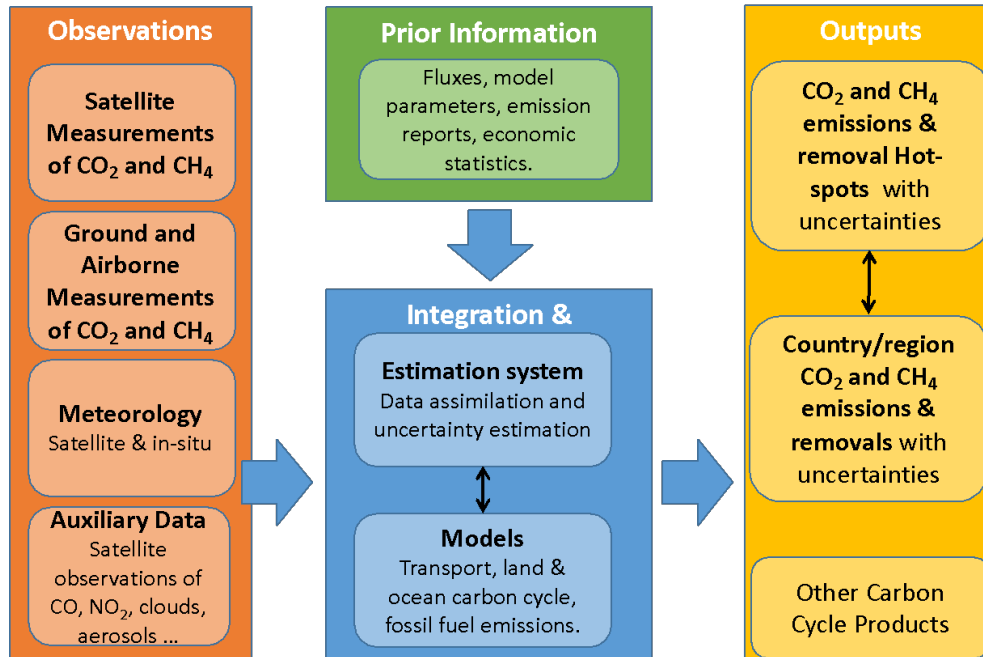 Observations
Satellite
Measurements
of CO₂ and CH₄
Ground and
Airborne
Measurements
of CO₂ and CH₄
Meteorology
Satellite & in-situ
Auxiliary Data
Satellite
observations of
CO, NO₂, clouds,
aerosols ...
Prior Information
Fluxes, model
parameters, emission
reports, economic
statistics.
Integration &
Estimation system
Data assimilation and
uncertainty estimation
Models
Transport, land &
ocean carbon cycle,
fossil fuel emissions.
Outputs
CO₂ and CH₄
emissions &
removal Hot-
spots with
uncertainties
Country/region
CO₂ and CH₄
emissions &
removals with
uncertainties
Other Carbon
Cycle Products